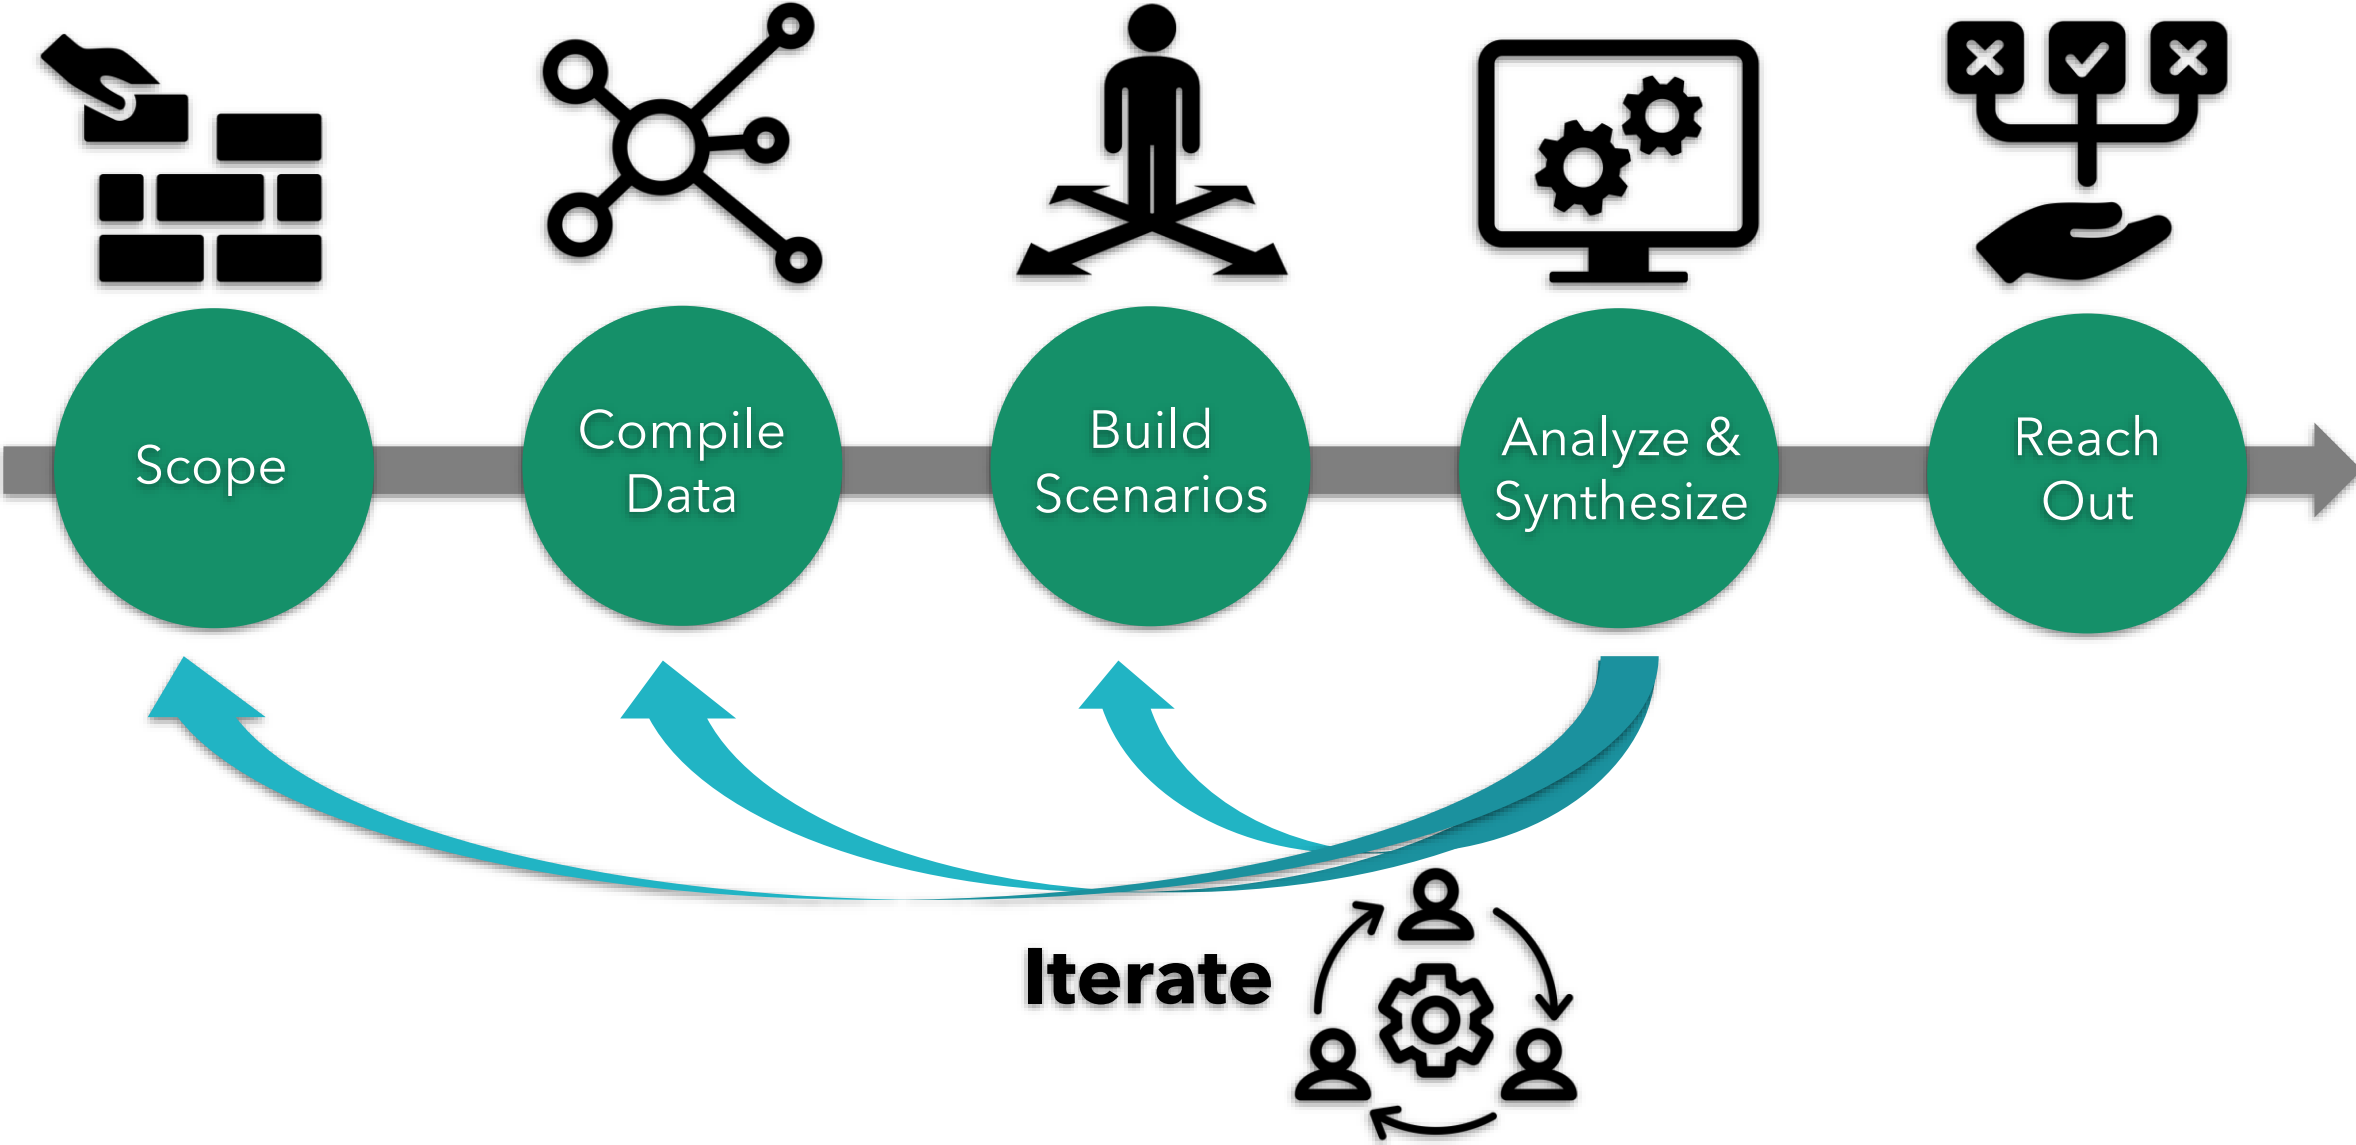 Scope
Compile
Data
Build
Scenarios
Analyze &
Synthesize
Reach
Out
Iterate